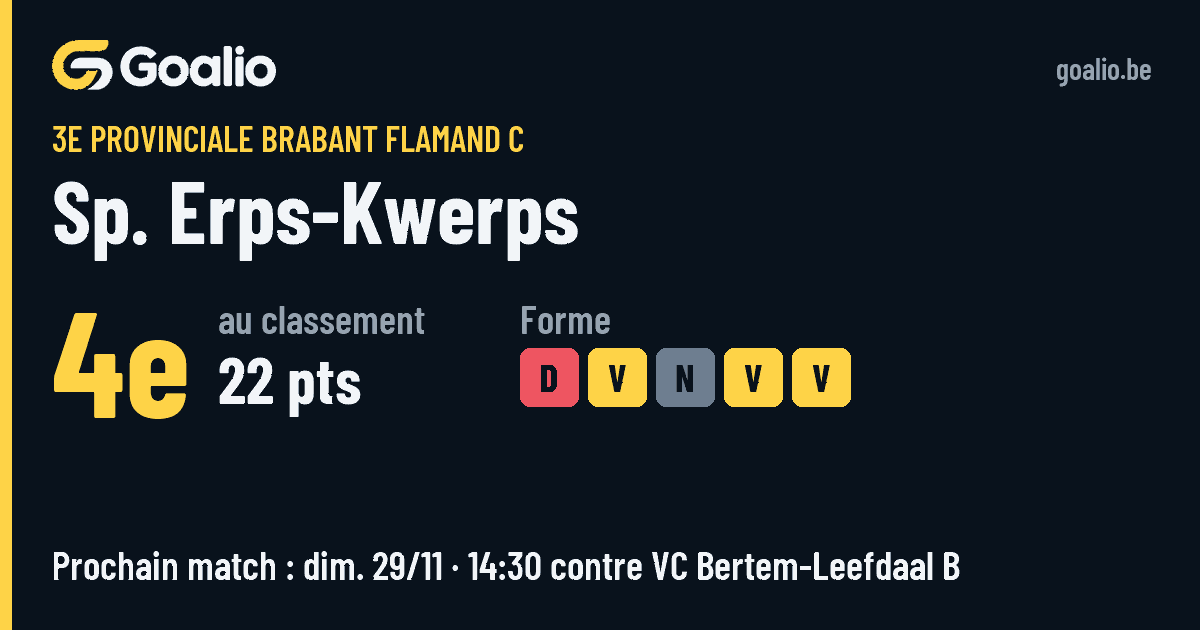 Goalio
goalio.be
3E PROVINCIALE BRABANT FLAMAND C
Sp. Erps-Kwerps
4e
au classement
22 pts
Forme
D V N V V
Prochain match : dim. 29/11 · 14:30 contre VC Bertem-Leefdaal B